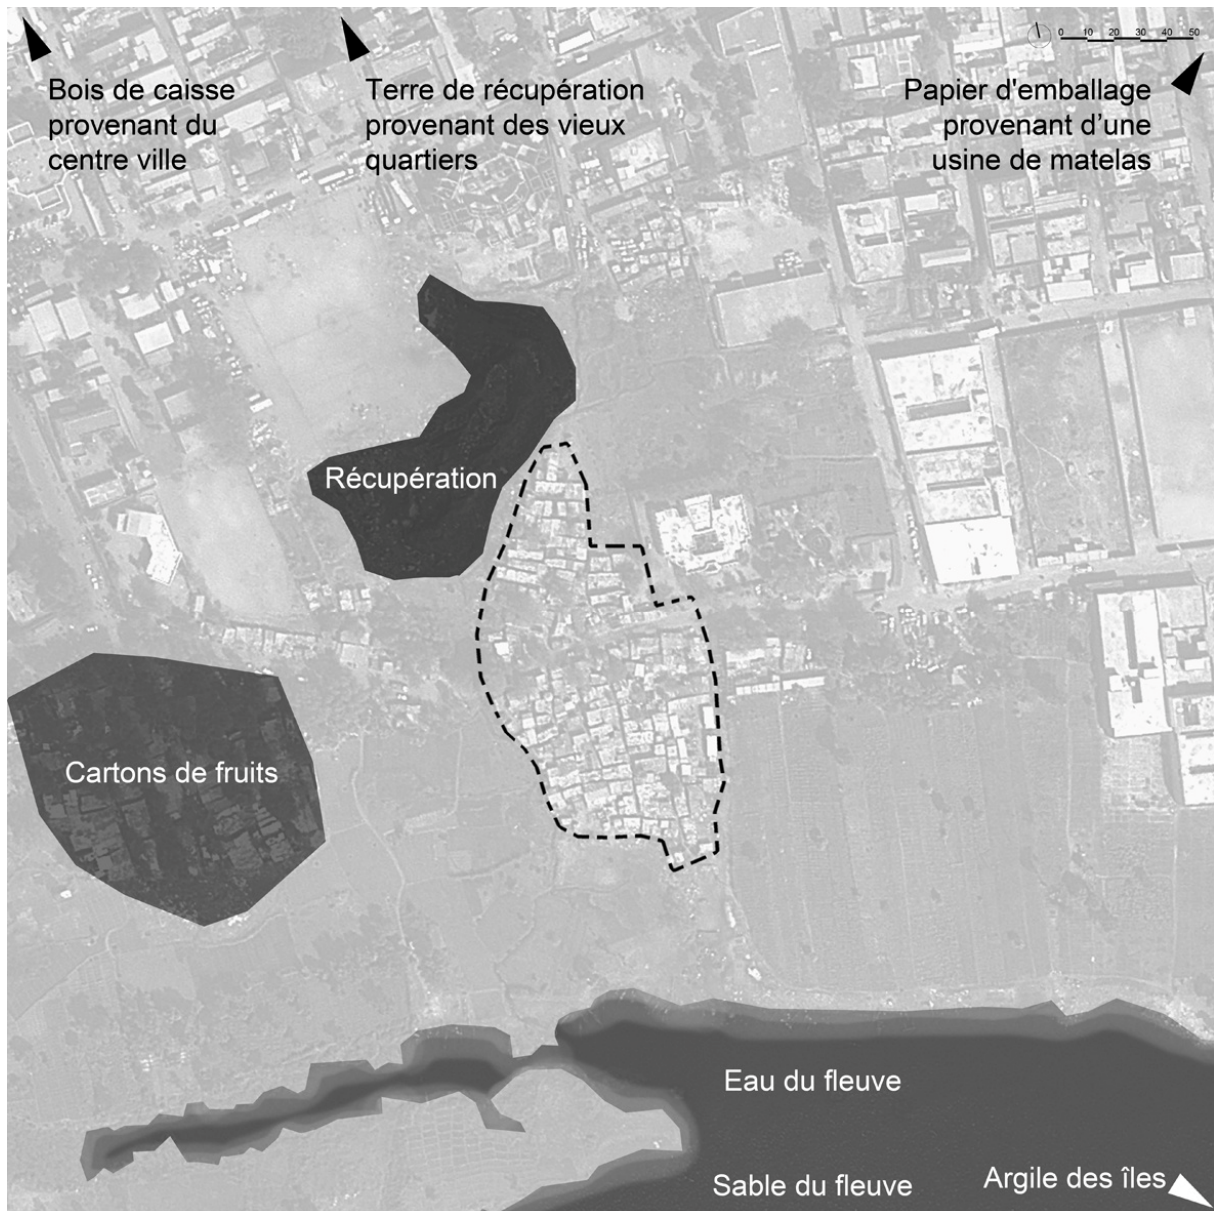 0 10 20 30 40 50
Bois de caisse
provenant du
centre ville
Terre de récupération
provenant des vieux
quartiers
Papier d'emballage
provenant d’une
usine de matelas
Récupération
Cartons de fruits
Eau du fleuve
Sable du fleuve
Argile des îles